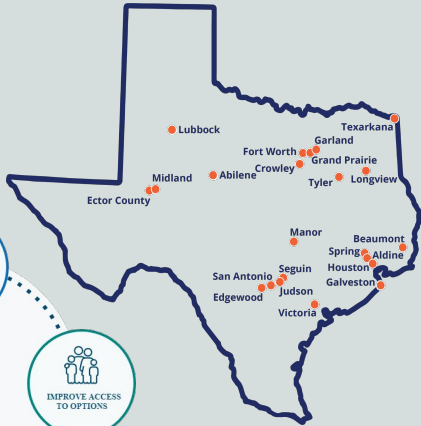 Texarkana
Lubbock
Garland
Fort Worth
Grand Prairie
Crowley
Midland
Abilene
Tyler
Longview
Ector County
Manor
Beaumont
Spring
Aldine
Houston
Seguin
San Antonio
Galveston
Edgewood
Judson
Victoria
IMPROVE ACCESS
TO OPTIONS